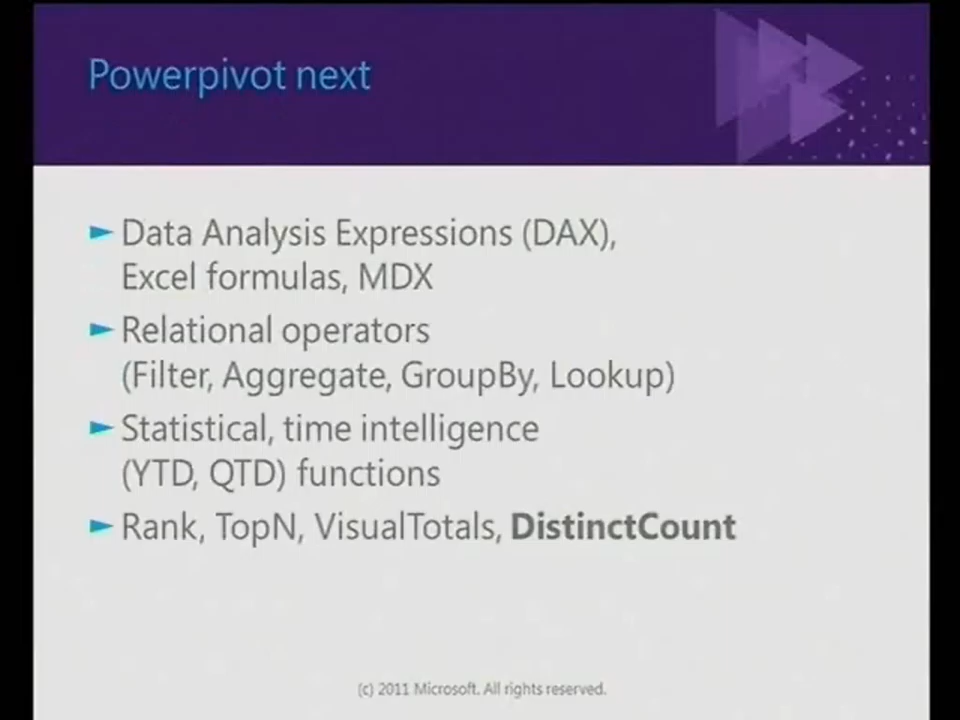 Powerpivot next
Data Analysis Expressions (DAX),
Excel formulas, MDX
Relational operators
(Filter, Aggregate, GroupBy, Lookup)
Statistical, time intelligence
(YTD, QTD) functions
Rank, TopN, VisualTotals, DistinctCount
(c) 2011 Microsoft. All rights reserved.